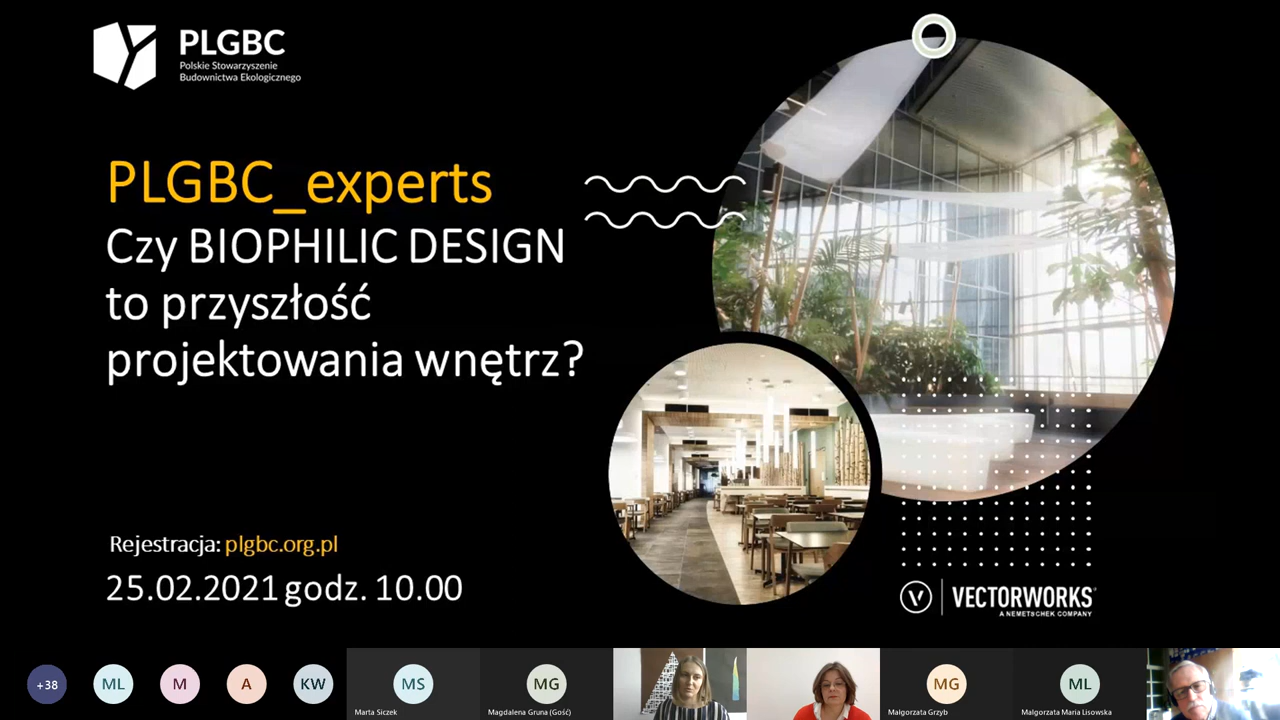 PLGBC
Polskie Stowarzyszenie
Budownictwa Ekologicznego
PLGBC_experts
Czy BIOPHILIC DESIGN
to przyszłość
projektowania wnętrz?
Rejestracja: plgbc.org.pl
25.02.2021 godz. 10.00
VECTORWORKS
A NEMETSCHEK COMPANY
+38
ML
M
A
KW
MS
Marta Siczek
MG
Magdalena Gruna (Gość)
MG
Małgorzata Grzyb
ML
Małgorzata Maria Lisowska